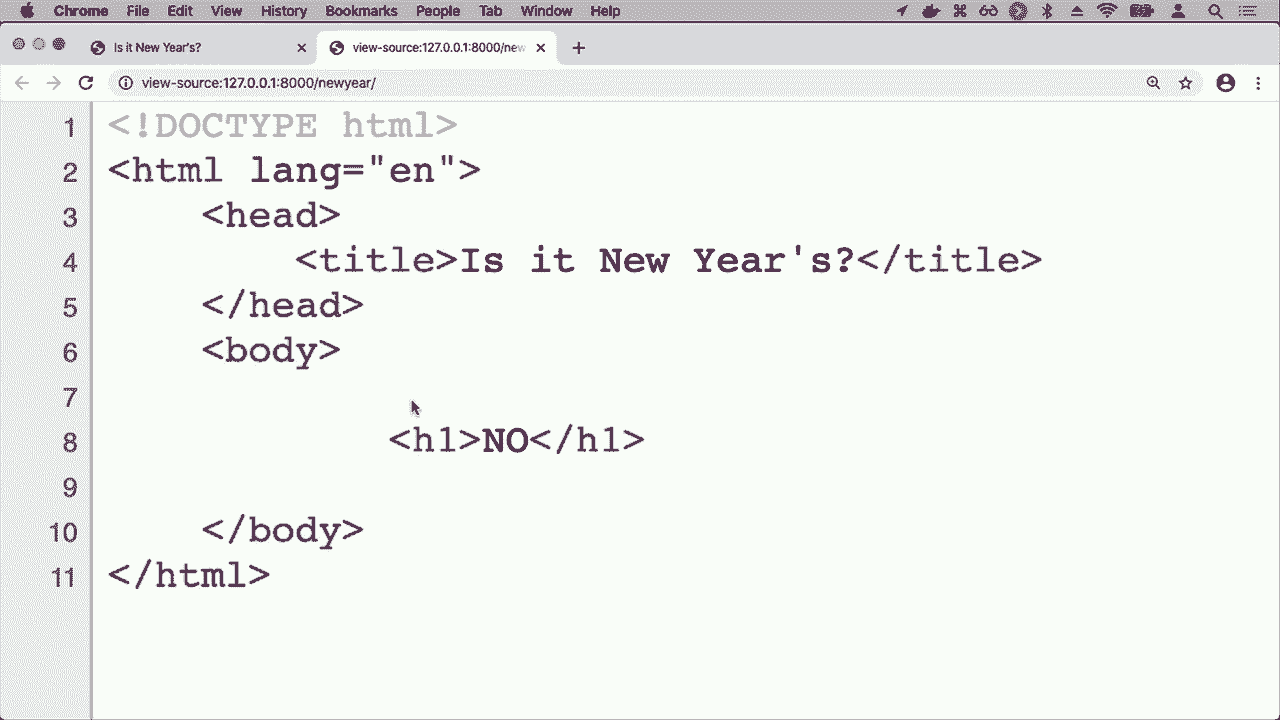 Chrome File Edit View History Bookmarks People Tab Window Help
Is it New Year's? view-source:127.0.0.1:8000/new
view-source:127.0.0.1:8000/newyear/
1 <!DOCTYPE html>
2 <html lang="en">
3 <head>
4 <title>Is it New Year's?</title>
5 </head>
6 <body>
7
8 <h1>NO</h1>
9
10 </body>
11 </html>